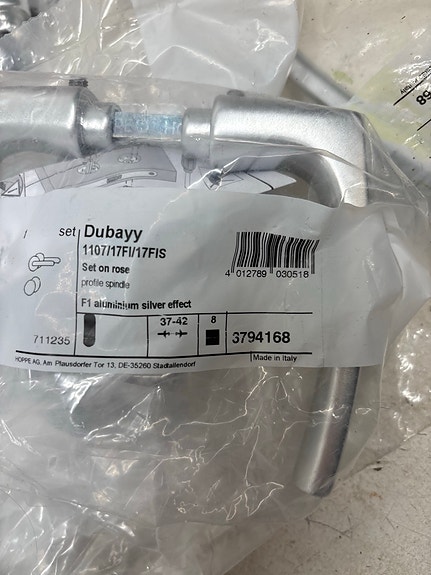 set Dubayy
1107/17FI/17FIS
Set on rose
profile spindle
F1 aluminium silver effect
4 012789 030518
711235
37-42
8
3794168
HOPPE AG, Am Plausdorfer Tor 13, DE-35260 Stadtallendorf
Made in Italy
68